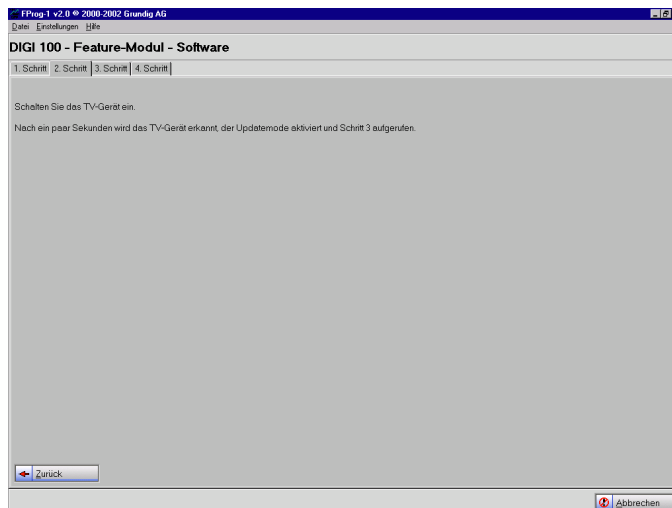 FProg-1 v2.0 © 2000-2002 Grundig AG
Datei Einstellungen Hilfe
DIGI 100 - Feature-Modul - Software
1. Schritt 2. Schritt 3. Schritt 4. Schritt
Schalten Sie das TV-Gerät ein.
Nach ein paar Sekunden wird das TV-Gerät erkannt, der Updatemode aktiviert und Schritt 3 aufgerufen.
Zurück
Abbrechen